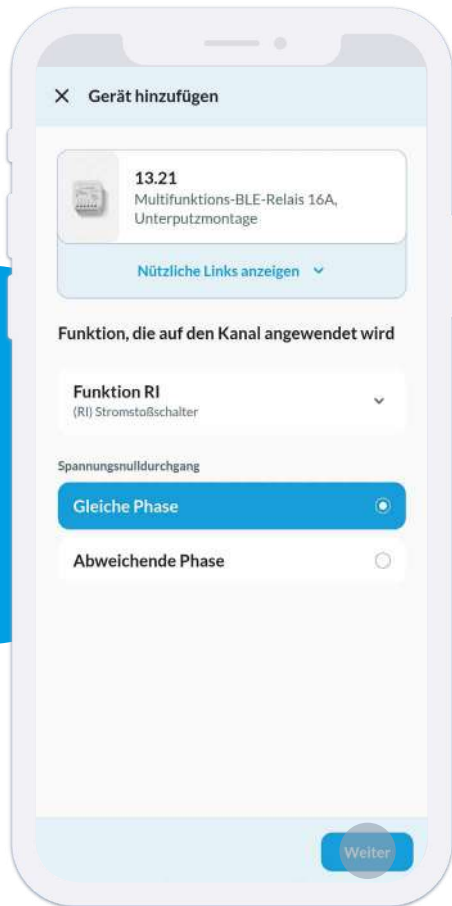 Gerät hinzufügen
13.21
Multifunktions-BLE-Relais 16A,
Unterputzmontage
Nützliche Links anzeigen
Funktion, die auf den Kanal angewendet wird
Funktion RI
(RI) Stromstoßschalter
Spannungsnulldurchgang
Gleiche Phase
Abweichende Phase
Weiter